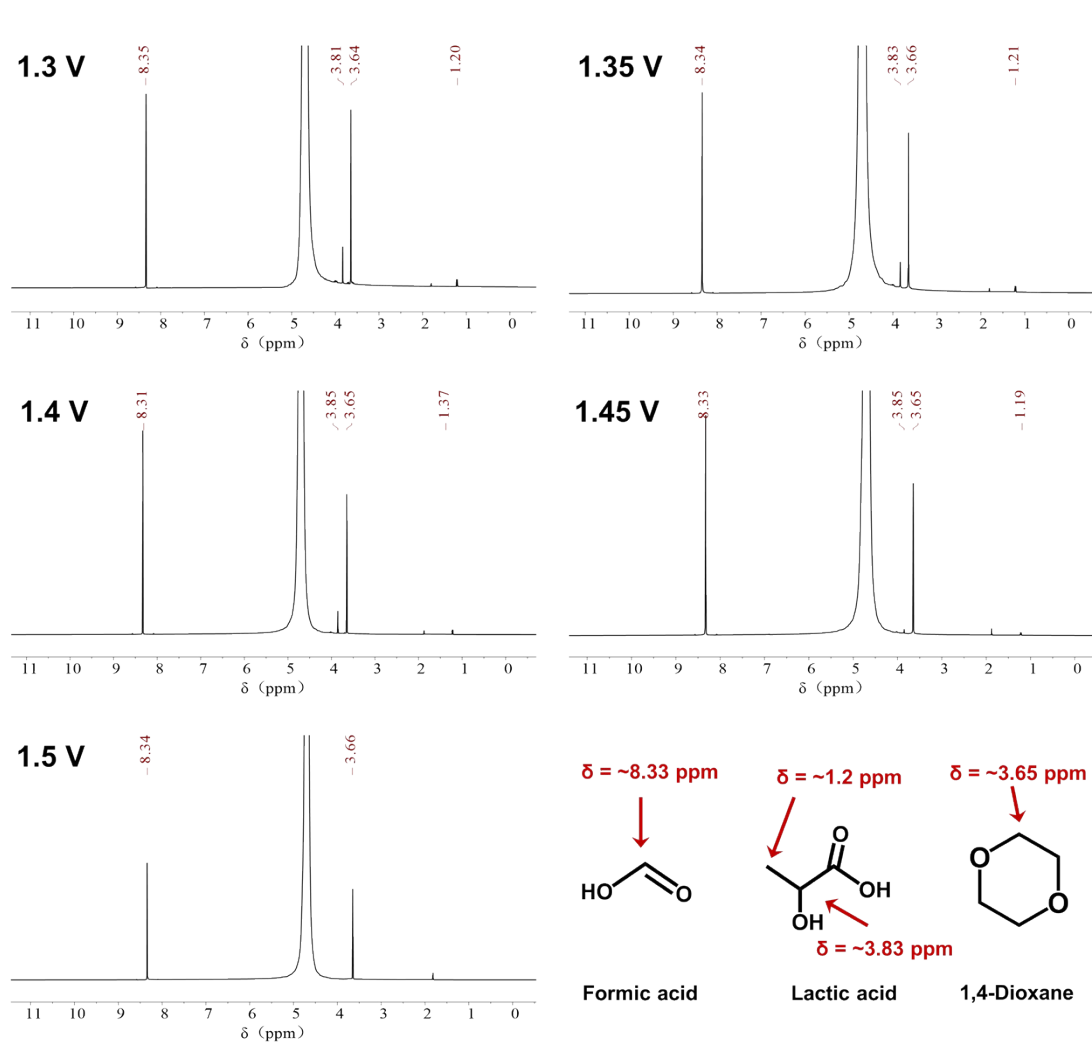 1.3 V
8.35
3.81
3.64
1.20
11 10 9 8 7 6 5 4 3 2 1 0
δ（ppm）
1.35 V
8.34
3.83
3.66
1.21
11 10 9 8 7 6 5 4 3 2 1 0
δ（ppm）
1.4 V
8.31
3.85
3.65
1.37
11 10 9 8 7 6 5 4 3 2 1 0
δ（ppm）
1.45 V
8.33
3.85
3.65
1.19
11 10 9 8 7 6 5 4 3 2 1 0
δ（ppm）
1.5 V
8.34
3.66
11 10 9 8 7 6 5 4 3 2 1 0
δ（ppm）
δ = ~8.33 ppm
HO
O
Formic acid
δ = ~1.2 ppm
O
OH
OH
δ = ~3.83 ppm
Lactic acid
δ = ~3.65 ppm
O
O
1,4-Dioxane